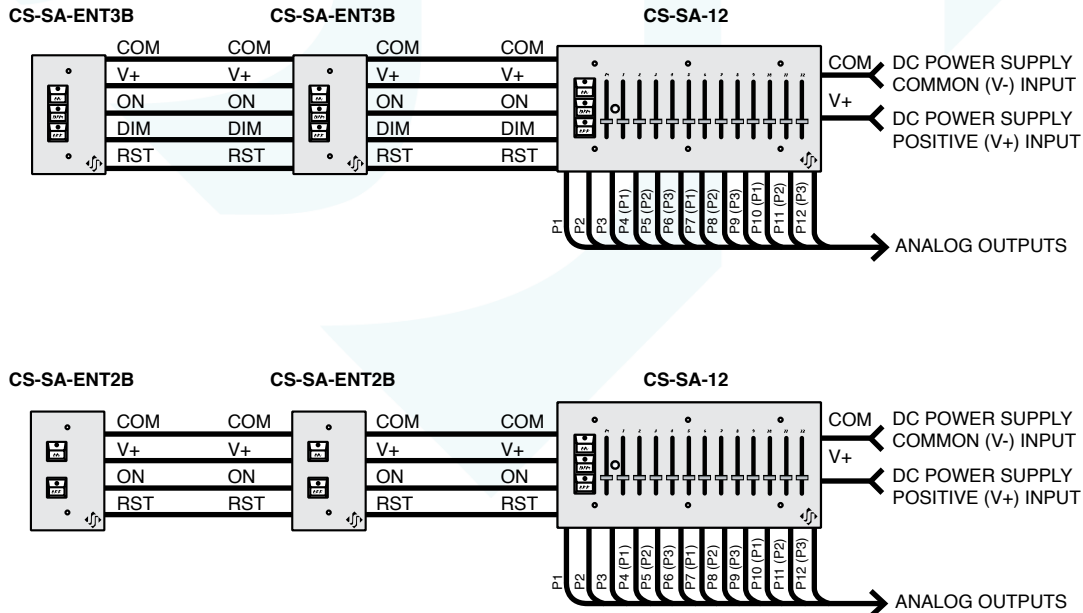 CS-SA-ENT3B CS-SA-ENT3B CS-SA-12
COM COM COM COM COM DC POWER SUPPLY
COMMON (V-) INPUT
V+ V+ V+ V+ V+
ON ON ON ON DC POWER SUPPLY
POSITIVE (V+) INPUT
DIM DIM DIM DIM
RST RST RST RST
P1 P2 P3 P4 (P1) P5 (P2) P6 (P3) P7 (P1) P8 (P2) P9 (P3) P10 (P1) P11 (P2) P12 (P3)
ANALOG OUTPUTS
CS-SA-ENT2B CS-SA-ENT2B CS-SA-12
COM COM COM COM COM DC POWER SUPPLY
COMMON (V-) INPUT
V+ V+ V+ V+ V+
ON ON ON ON DC POWER SUPPLY
POSITIVE (V+) INPUT
RST RST RST RST
P1 P2 P3 P4 (P1) P5 (P2) P6 (P3) P7 (P1) P8 (P2) P9 (P3) P10 (P1) P11 (P2) P12 (P3)
ANALOG OUTPUTS